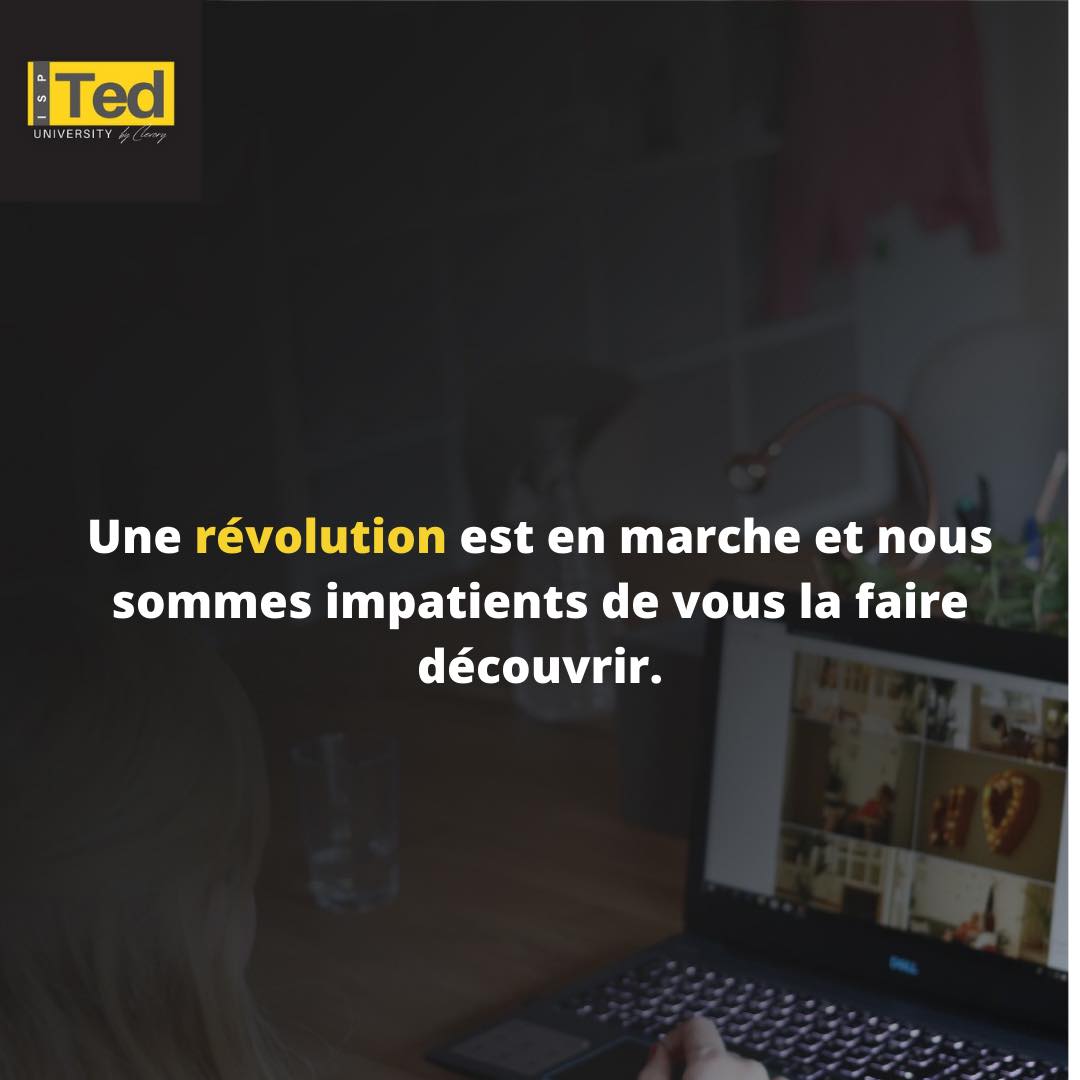 ISP
Ted
UNIVERSITY by Clevory
Une révolution est en marche et nous
sommes impatients de vous la faire
découvrir.
DELL